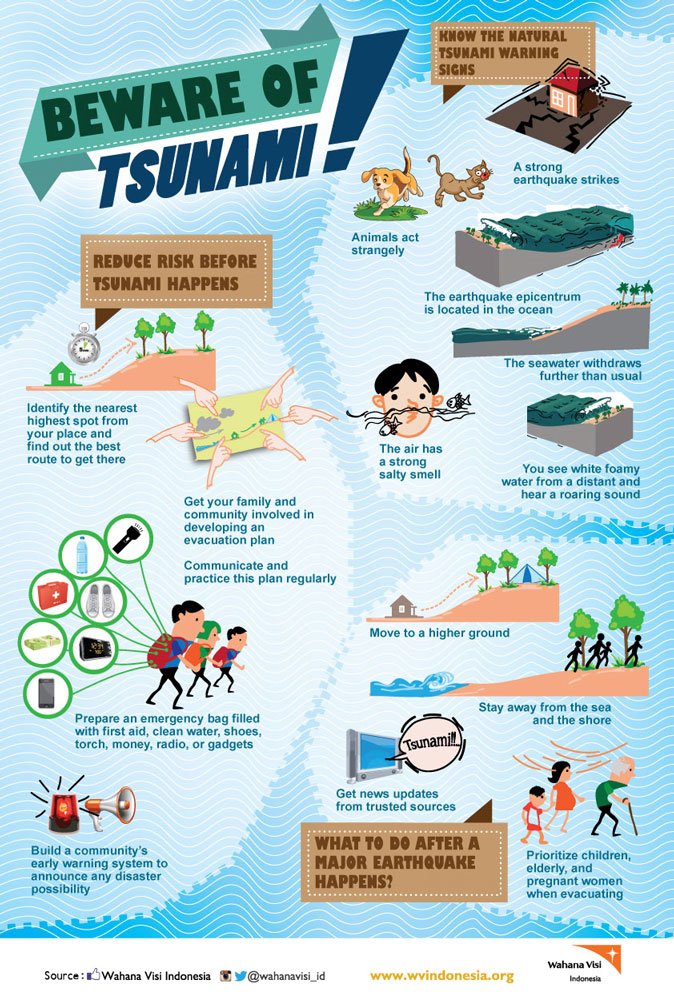 BEWARE OF
TSUNAMI!
KNOW THE NATURAL
TSUNAMI WARNING
SIGNS
A strong
earthquake strikes
Animals act
strangely
The earthquake epicentrum
is located in the ocean
The seawater withdraws
further than usual
The air has
a strong
salty smell
You see white foamy
water from a distant and
hear a roaring sound
REDUCE RISK BEFORE
TSUNAMI HAPPENS
Identify the nearest
highest spot from
your place and
find out the best
route to get there
Get your family and
community involved in
developing an
evacuation plan
Communicate and
practice this plan regularly
Prepare an emergency bag filled
with first aid, clean water, shoes,
torch, money, radio, or gadgets
Build a community's
early warning system to
announce any disaster
possibility
Move to a higher ground
Stay away from the sea
and the shore
Tsunami!!..
Get news updates
from trusted sources
WHAT TO DO AFTER A
MAJOR EARTHQUAKE
HAPPENS?
Prioritize children,
elderly, and
pregnant women
when evacuating
Source : Wahana Visi Indonesia @wahanavisi_id
www.wvindonesia.org
Wahana Visi
Indonesia